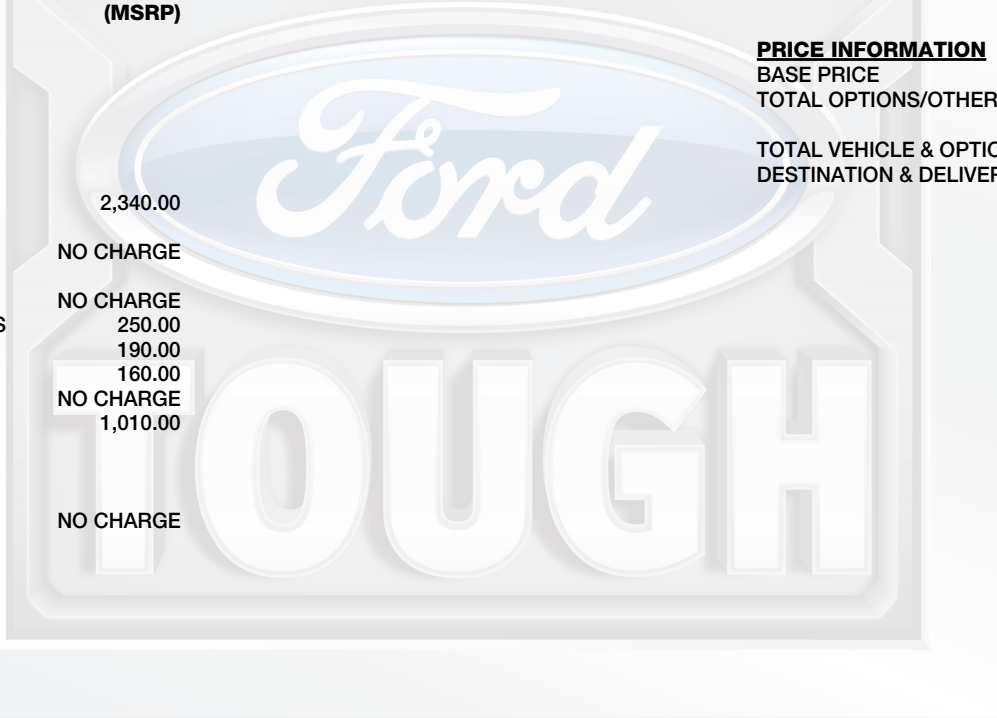 (MSRP)
2,340.00
NO CHARGE
NO CHARGE
S 250.00
190.00
160.00
NO CHARGE
1,010.00
NO CHARGE
PRICE INFORMATION
BASE PRICE
TOTAL OPTIONS/OTHER
TOTAL VEHICLE & OPTIO
DESTINATION & DELIVER
Ford
TOUGH